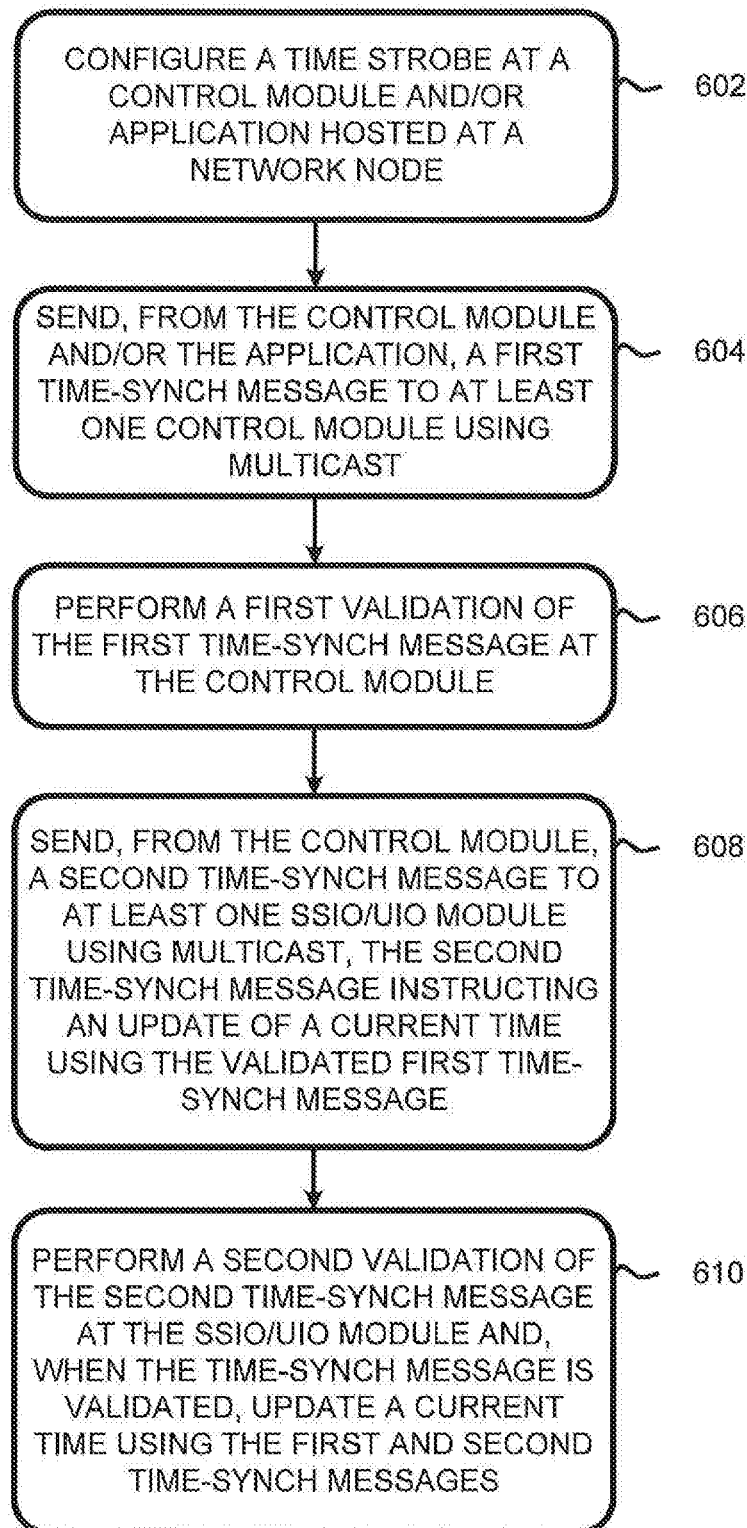 CONFIGURE A TIME STROBE AT A
CONTROL MODULE AND/OR
APPLICATION HOSTED AT A
NETWORK NODE
602
SEND, FROM THE CONTROL MODULE
AND/OR THE APPLICATION, A FIRST
TIME-SYNCH MESSAGE TO AT LEAST
ONE CONTROL MODULE USING
MULTICAST
604
PERFORM A FIRST VALIDATION OF
THE FIRST TIME-SYNCH MESSAGE AT
THE CONTROL MODULE
606
SEND, FROM THE CONTROL MODULE,
A SECOND TIME-SYNCH MESSAGE TO
AT LEAST ONE SSIO/UIO MODULE
USING MULTICAST, THE SECOND
TIME-SYNCH MESSAGE INSTRUCTING
AN UPDATE OF A CURRENT TIME
USING THE VALIDATED FIRST TIME-
SYNCH MESSAGE
608
PERFORM A SECOND VALIDATION OF
THE SECOND TIME-SYNCH MESSAGE
AT THE SSIO/UIO MODULE AND,
WHEN THE TIME-SYNCH MESSAGE IS
VALIDATED, UPDATE A CURRENT
TIME USING THE FIRST AND SECOND
TIME-SYNCH MESSAGES
610